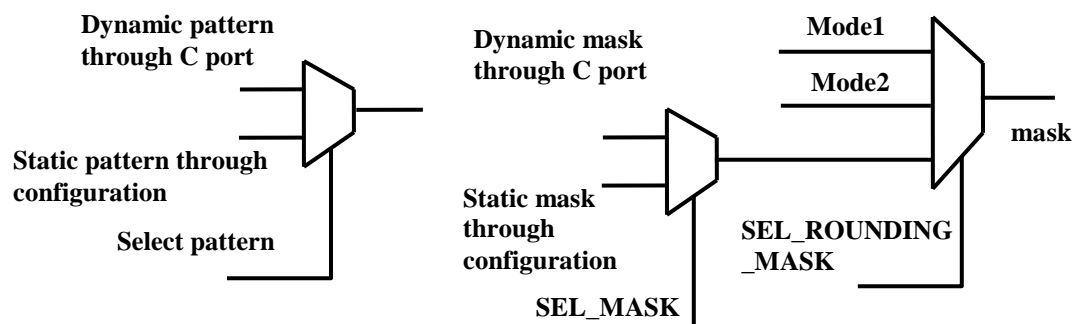 Dynamic pattern
through C port
Static pattern through
configuration
Select pattern
Dynamic mask
through C port
Static mask
through
configuration
SEL_MASK
Mode1
Mode2
mask
SEL_ROUNDING
_MASK